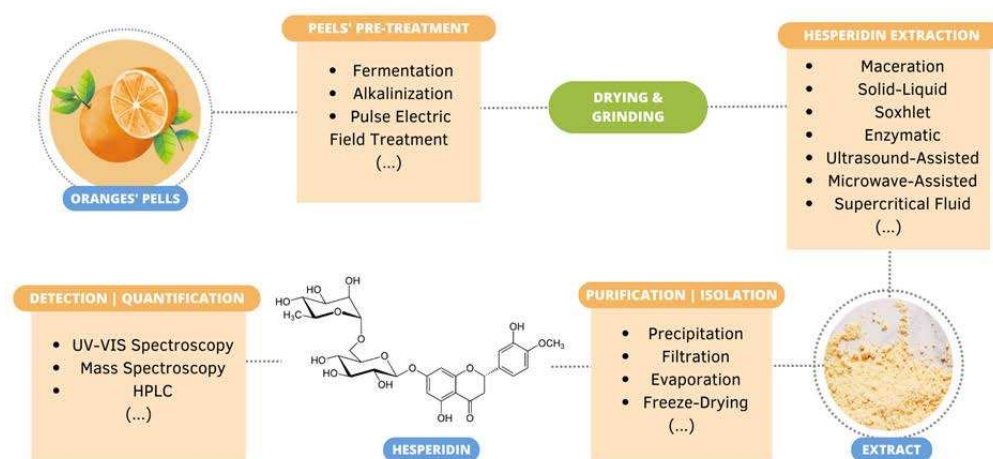 PEELS' PRE-TREATMENT
• Fermentation
• Alkalinization
• Pulse Electric
Field Treatment
(...)
ORANGES' PELLS
DRYING &
GRINDING
HESPERIDIN EXTRACTION
• Maceration
• Solid-Liquid
• Soxhlet
• Enzymatic
• Ultrasound-Assisted
• Microwave-Assisted
• Supercritical Fluid
(...)
EXTRACT
PURIFICATION | ISOLATION
• Precipitation
• Filtration
• Evaporation
• Freeze-Drying
(...)
OH
HO
HO
OH
H₃C
O
O
OH
HO
HO
OH
O
O
O
OH
OCH₃
OH
O
HESPERIDIN
DETECTION | QUANTIFICATION
• UV-VIS Spectroscopy
• Mass Spectroscopy
• HPLC
(...)